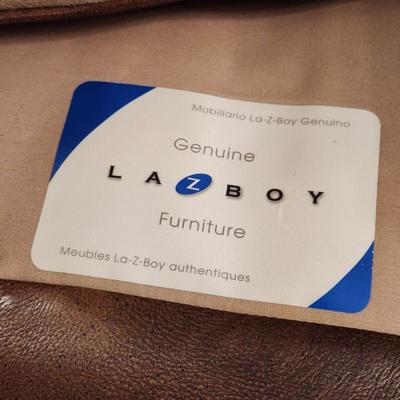 Mobiliario La-Z-Boy Genuino
Genuine
LA Z BOY
Furniture
Meubles La-Z-Boy authentiques